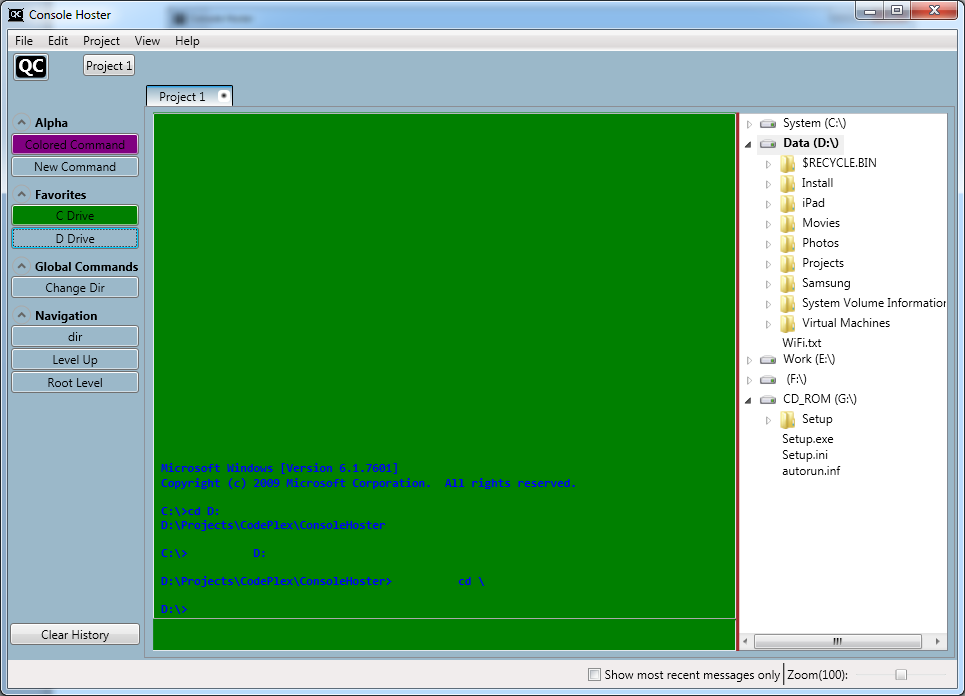 QC Console Hoster
File Edit Project View Help
QC Project 1
Project 1
Alpha
Colored Command
New Command
Favorites
C Drive
D Drive
Global Commands
Change Dir
Navigation
dir
Level Up
Root Level
Clear History
Microsoft Windows [Version 6.1.7601]
Copyright (c) 2009 Microsoft Corporation.  All rights reserved.
C:\>cd D:
D:\Projects\CodePlex\ConsoleHoster
C:\>          D:
D:\Projects\CodePlex\ConsoleHoster>          cd \
D:\>
System (C:\)
Data (D:\)
$RECYCLE.BIN
Install
iPad
Movies
Photos
Projects
Samsung
System Volume Information
Virtual Machines
WiFi.txt
Work (E:\)
(F:\)
CD_ROM (G:\)
Setup
Setup.exe
Setup.ini
autorun.inf
Show most recent messages only Zoom(100):